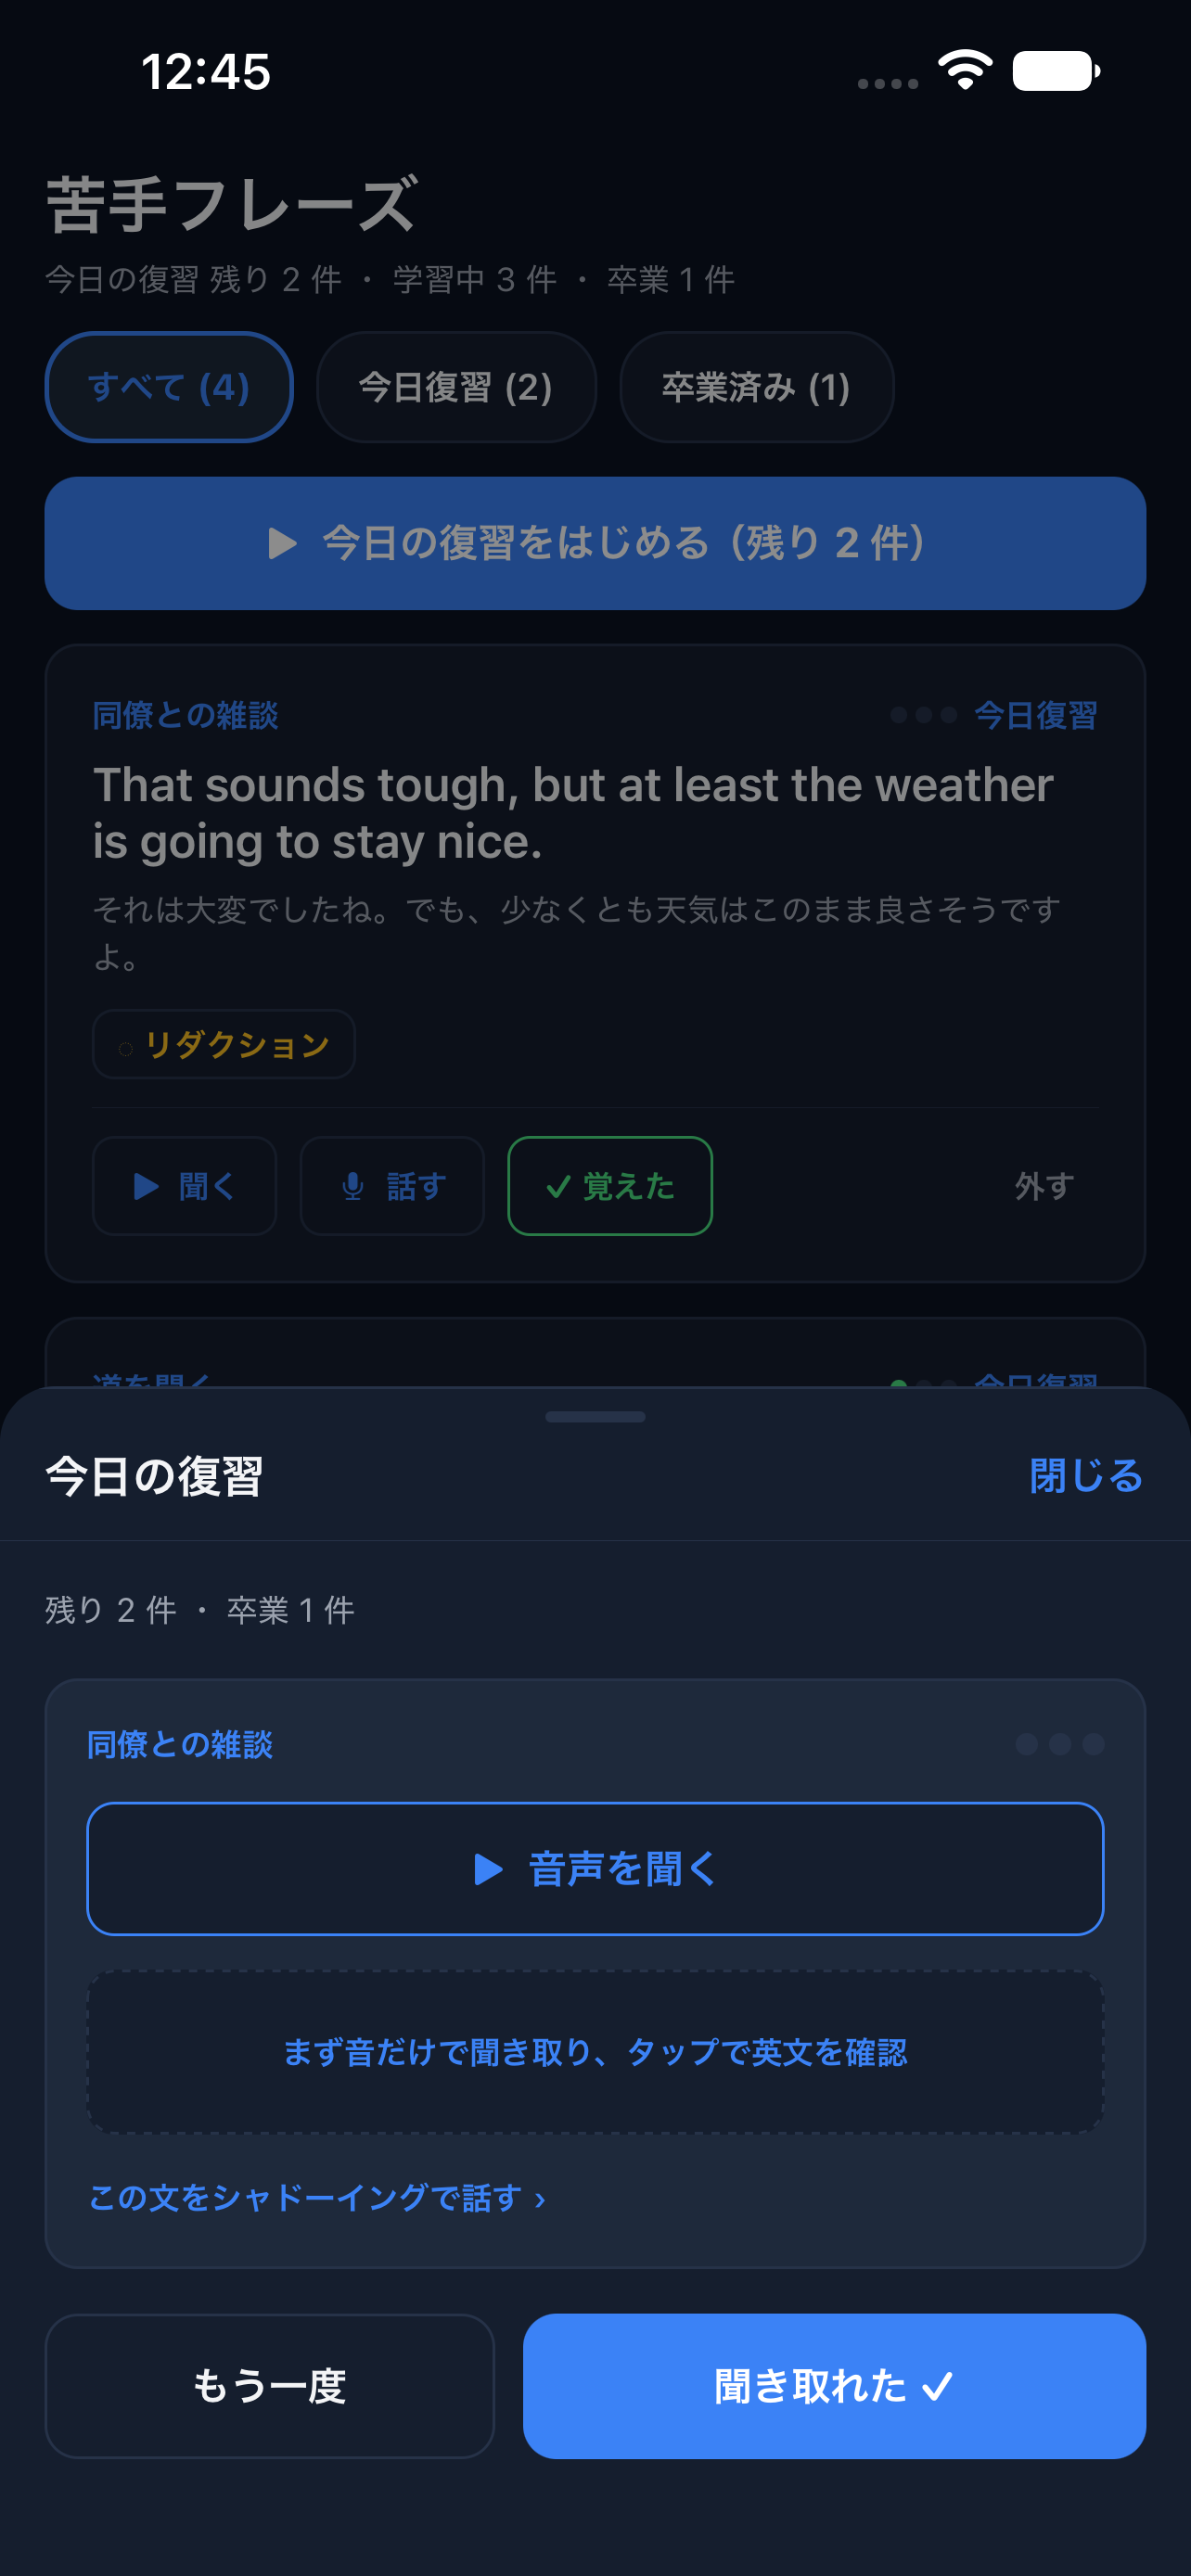 12:45
苦手フレーズ
今日の復習 残り 2 件 ・ 学習中 3 件 ・ 卒業 1 件
すべて (4)
今日復習 (2)
卒業済み (1)
今日の復習をはじめる（残り 2 件）
同僚との雑談
今日復習
That sounds tough, but at least the weather
is going to stay nice.
それは大変でしたね。でも、少なくとも天気はこのまま良さそうです
よ。
リダクション
聞く
話す
✓ 覚えた
外す
道を聞く
今日復習
今日の復習
閉じる
残り 2 件 ・ 卒業 1 件
同僚との雑談
音声を聞く
まず音だけで聞き取り、タップで英文を確認
この文をシャドーイングで話す ›
もう一度
聞き取れた ✓